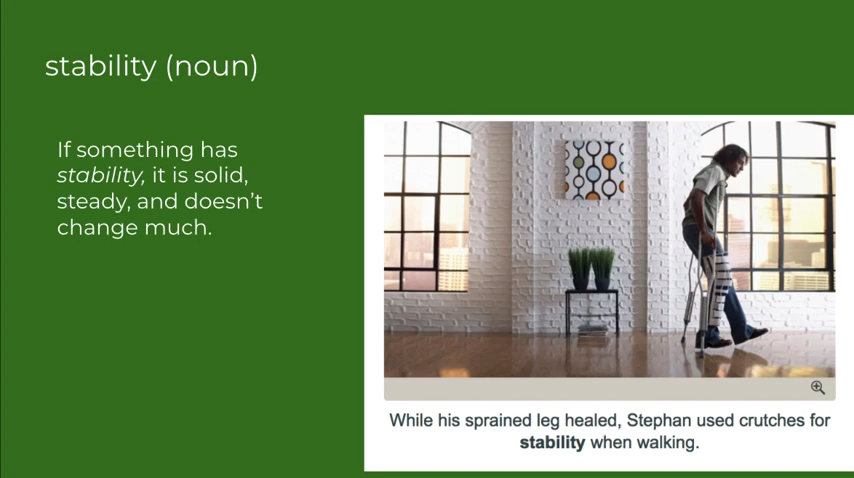 stability (noun)
If something has
stability, it is solid,
steady, and doesn't
change much.
While his sprained leg healed, Stephan used crutches for
stability when walking.